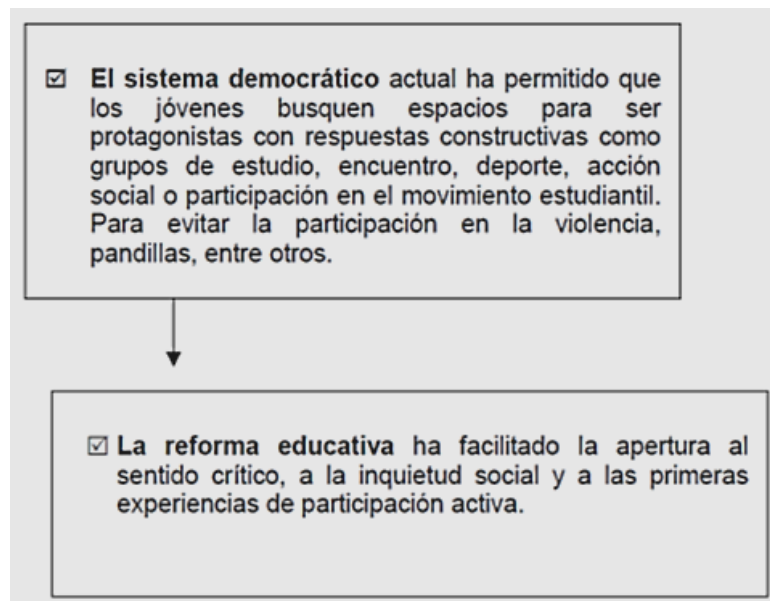 ☑ El sistema democrático actual ha permitido que
los jóvenes busquen espacios para ser
protagonistas con respuestas constructivas como
grupos de estudio, encuentro, deporte, acción
social o participación en el movimiento estudiantil.
Para evitar la participación en la violencia,
pandillas, entre otros.
☑ La reforma educativa ha facilitado la apertura al
sentido crítico, a la inquietud social y a las primeras
experiencias de participación activa.